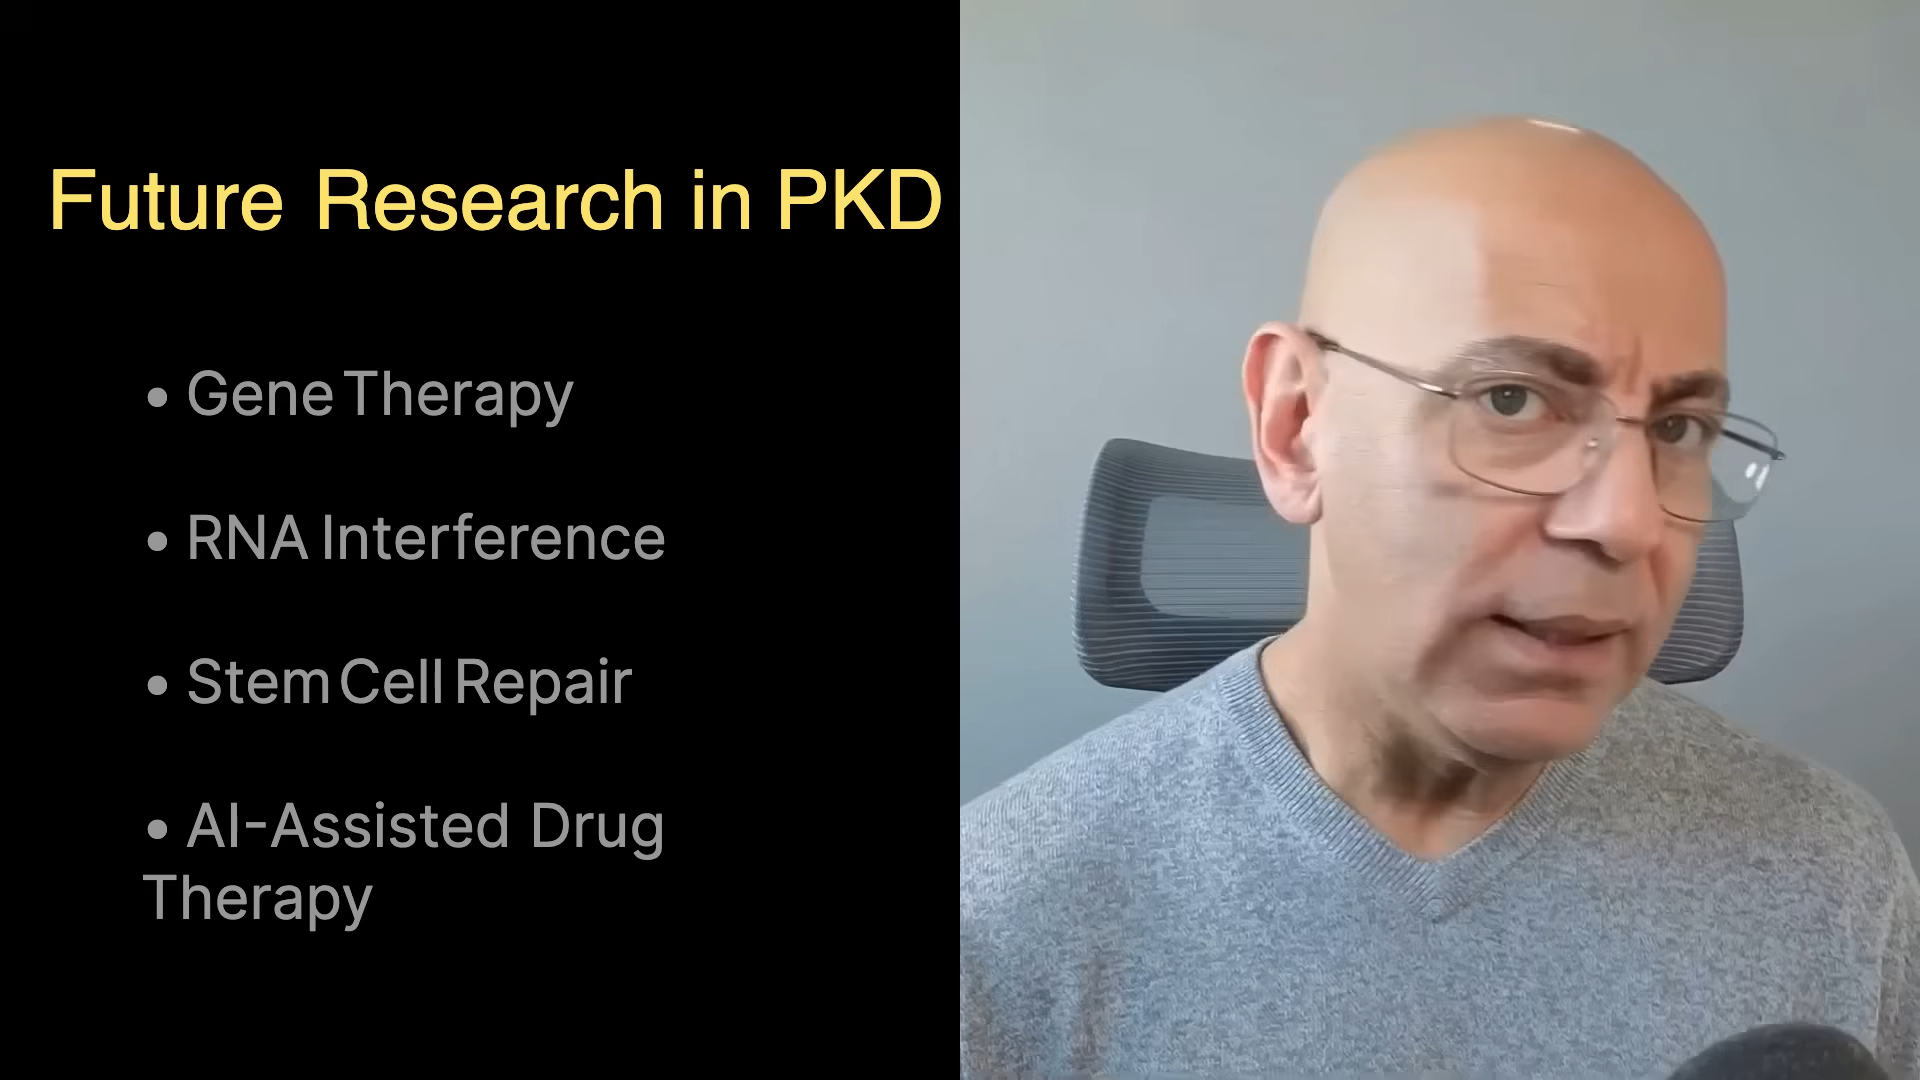 Future Research in PKD
• Gene Therapy
• RNA Interference
• Stem Cell Repair
• AI-Assisted Drug
Therapy